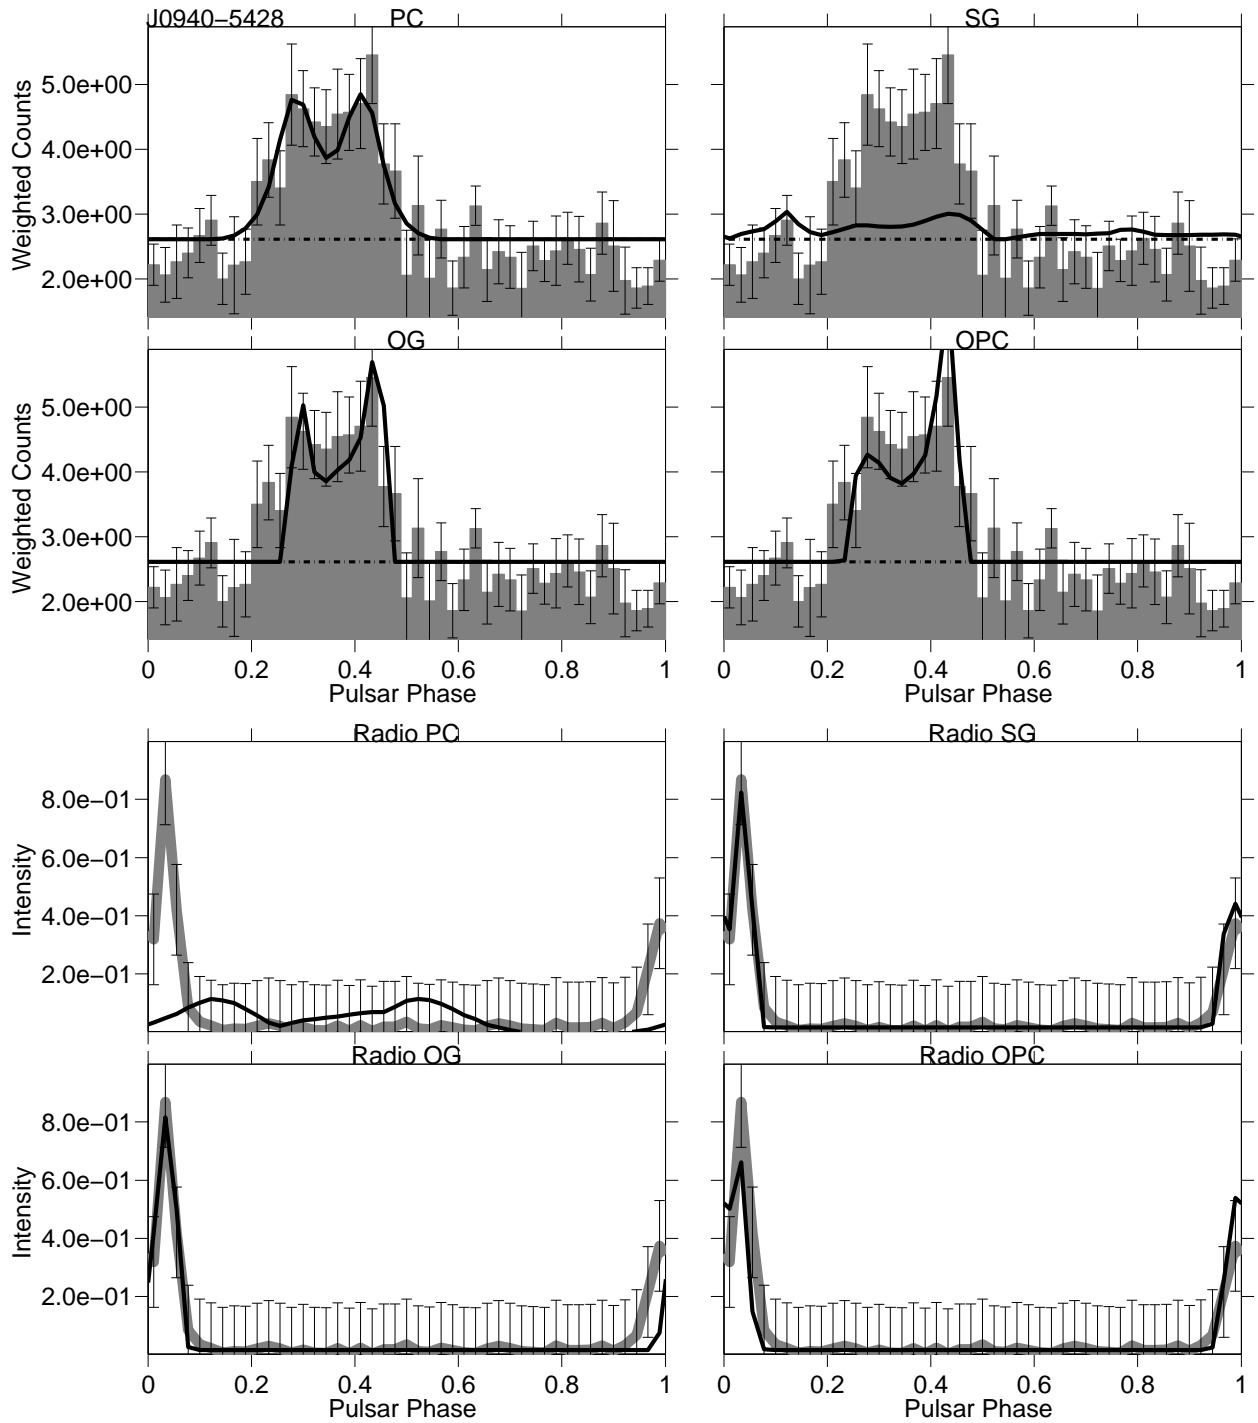 J0940−5428 PC SG
Weighted Counts
5.0e+00
4.0e+00
3.0e+00
2.0e+00
OG OPC
Weighted Counts
5.0e+00
4.0e+00
3.0e+00
2.0e+00
0 0.2 0.4 0.6 0.8 1 0 0.2 0.4 0.6 0.8 1
Pulsar Phase Pulsar Phase
Radio PC Radio SG
Intensity
8.0e−01
6.0e−01
4.0e−01
2.0e−01
Radio OG Radio OPC
Intensity
8.0e−01
6.0e−01
4.0e−01
2.0e−01
0 0.2 0.4 0.6 0.8 1 0 0.2 0.4 0.6 0.8 1
Pulsar Phase Pulsar Phase